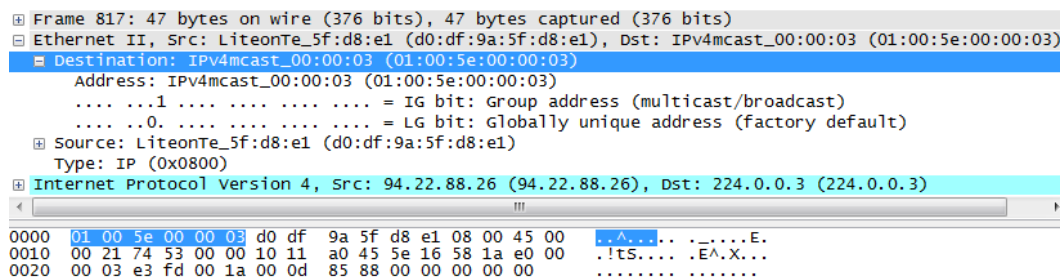 Frame 817: 47 bytes on wire (376 bits), 47 bytes captured (376 bits)
Ethernet II, Src: LiteonTe_5f:d8:e1 (d0:df:9a:5f:d8:e1), Dst: IPv4mcast_00:00:03 (01:00:5e:00:00:03)
Destination: IPv4mcast_00:00:03 (01:00:5e:00:00:03)
Address: IPv4mcast_00:00:03 (01:00:5e:00:00:03)
.... ...1 .... .... .... .... = IG bit: Group address (multicast/broadcast)
.... ..0. .... .... .... .... = LG bit: Globally unique address (factory default)
Source: LiteonTe_5f:d8:e1 (d0:df:9a:5f:d8:e1)
Type: IP (0x0800)
Internet Protocol Version 4, Src: 94.22.88.26 (94.22.88.26), Dst: 224.0.0.3 (224.0.0.3)
0000 01 00 5e 00 00 03 d0 df 9a 5f d8 e1 08 00 45 00 ..^..... ._....E.
0010 00 21 74 53 00 00 10 11 a0 45 5e 16 58 1a e0 00 .!tS.... .E^.X...
0020 00 03 e3 fd 00 1a 00 0d 85 88 00 00 00 00 00 ........ .......